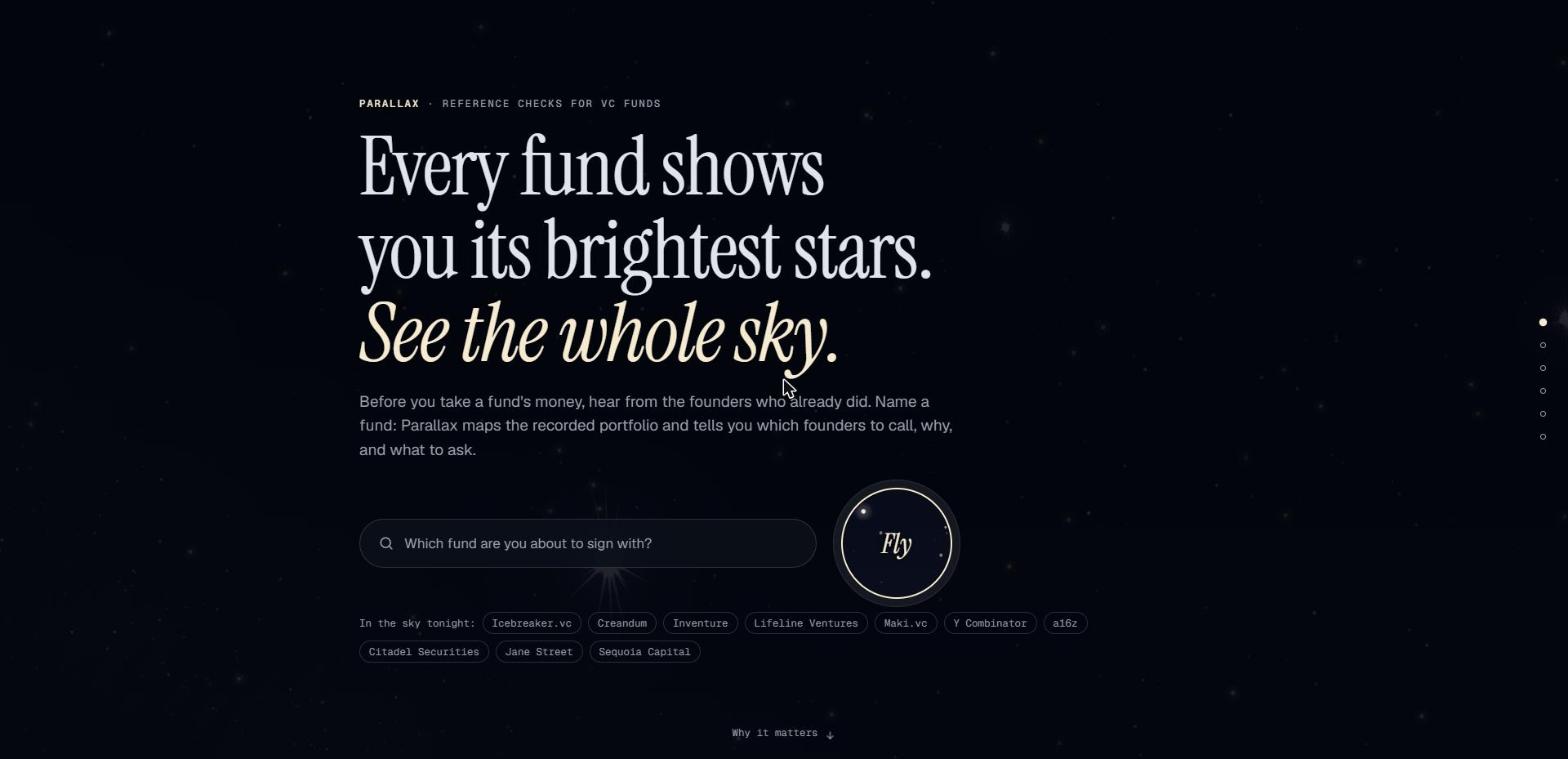 PARALLAX · REFERENCE CHECKS FOR VC FUNDS
Every fund shows
you its brightest stars.
See the whole sky.
Before you take a fund's money, hear from the founders who already did. Name a
fund: Parallax maps the recorded portfolio and tells you which founders to call, why,
and what to ask.
Which fund are you about to sign with?
Fly
In the sky tonight: Icebreaker.vc Creandum Inventure Lifeline Ventures Maki.vc Y Combinator a16z
Citadel Securities Jane Street Sequoia Capital
Why it matters ↓